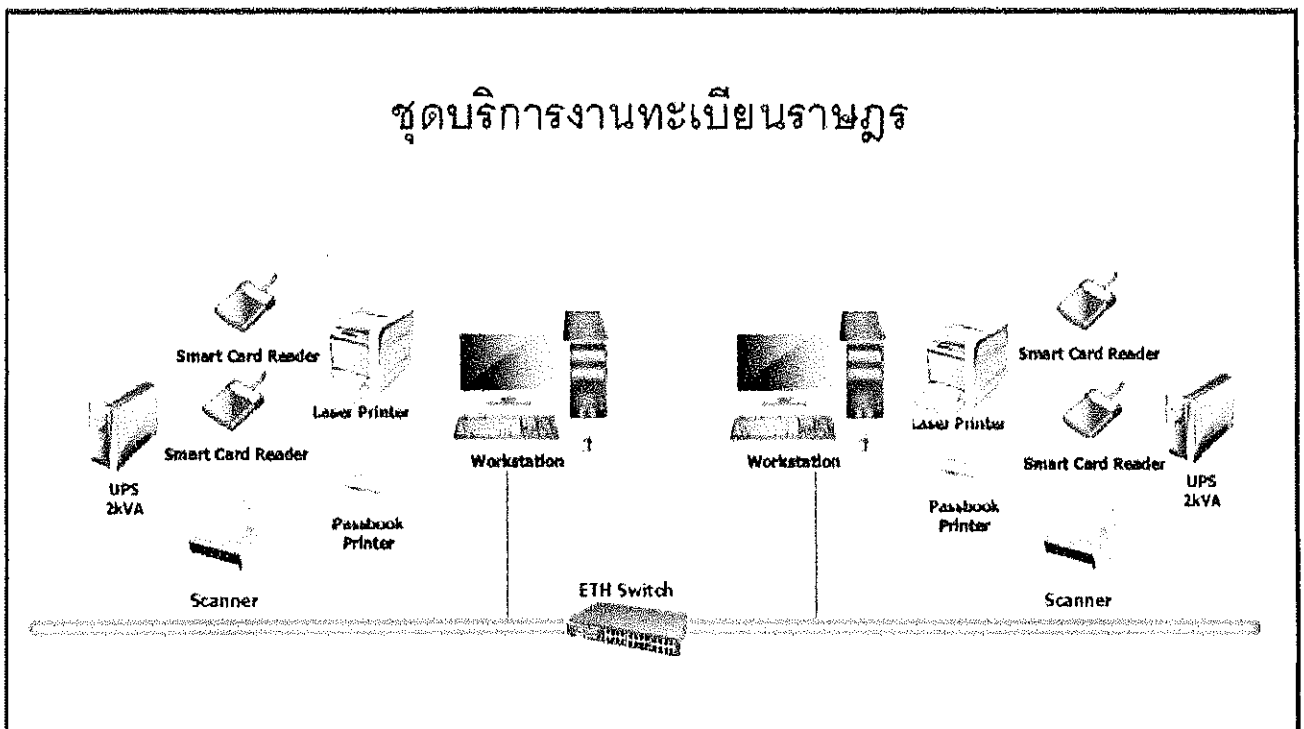 ชุดบริการงานทะเบียนราษฎร
Smart Card Reader
Laser Printer
Smart Card Reader
UPS
2kVA
Passbook
Printer
Scanner
Workstation
Workstation
ETH Switch
Smart Card Reader
Laser Printer
Smart Card Reader
UPS
2kVA
Passbook
Printer
Scanner